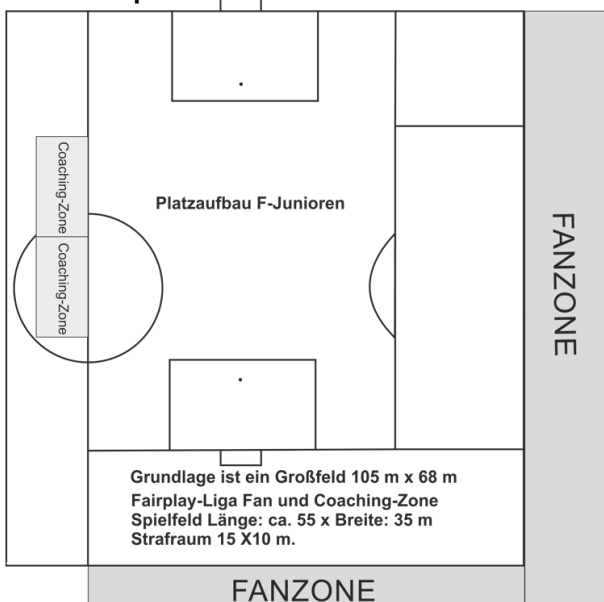 Coaching-Zone
Platzaufbau F-Junioren
Coaching-Zone
FANZONE
Grundlage ist ein Großfeld 105 m x 68 m
Fairplay-Liga Fan und Coaching-Zone
Spielfeld Länge: ca. 55 x Breite: 35 m
Strafraum 15 X10 m.
FANZONE